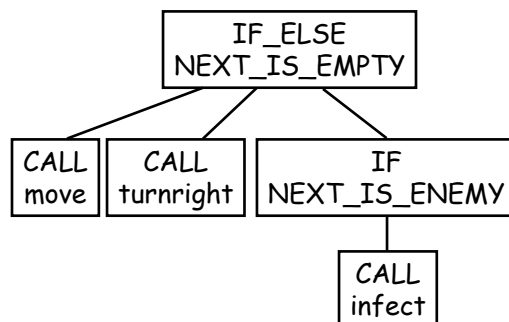 IF_ELSE
NEXT_IS_EMPTY
CALL
move
CALL
turnright
IF
NEXT_IS_ENEMY
CALL
infect